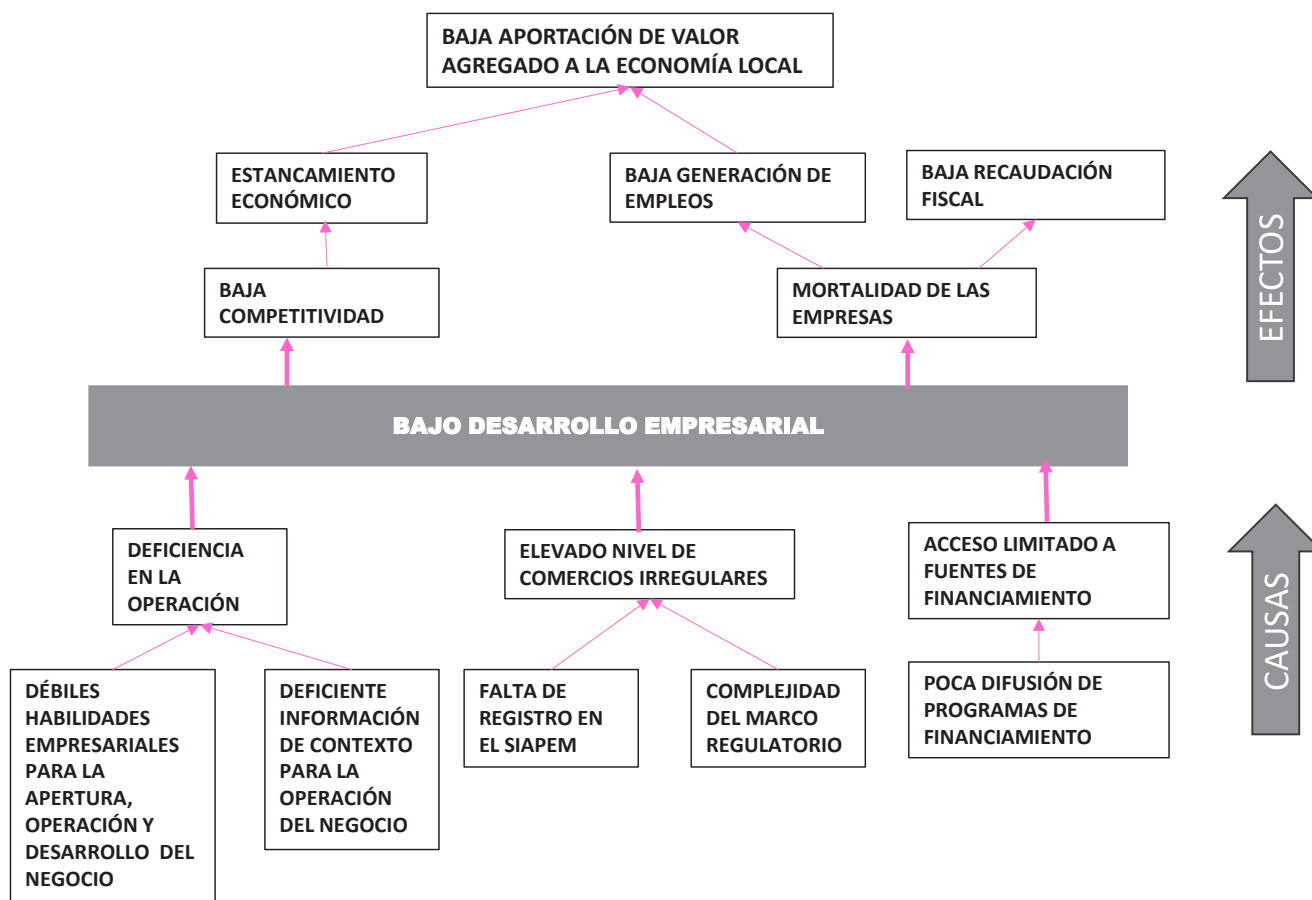 BAJA APORTACIÓN DE VALOR
AGREGADO A LA ECONOMÍA LOCAL
ESTANCAMIENTO
ECONÓMICO
BAJA GENERACIÓN DE
EMPLEOS
BAJA RECAUDACIÓN
FISCAL
BAJA
COMPETITIVIDAD
MORTALIDAD DE LAS
EMPRESAS
EFECTOS
BAJO DESARROLLO EMPRESARIAL
DEFICIENCIA
EN LA
OPERACIÓN
ELEVADO NIVEL DE
COMERCIOS IRREGULARES
ACCESO LIMITADO A
FUENTES DE
FINANCIAMIENTO
CAUSAS
DÉBILES
HABILIDADES
EMPRESARIALES
PARA LA
APERTURA,
OPERACIÓN Y
DESARROLLO DEL
NEGOCIO
DEFICIENTE
INFORMACIÓN
DE CONTEXTO
PARA LA
OPERACIÓN
DEL NEGOCIO
FALTA DE
REGISTRO EN
EL SIAPEM
COMPLEJIDAD
DEL MARCO
REGULATORIO
POCA DIFUSIÓN DE
PROGRAMAS DE
FINANCIAMIENTO